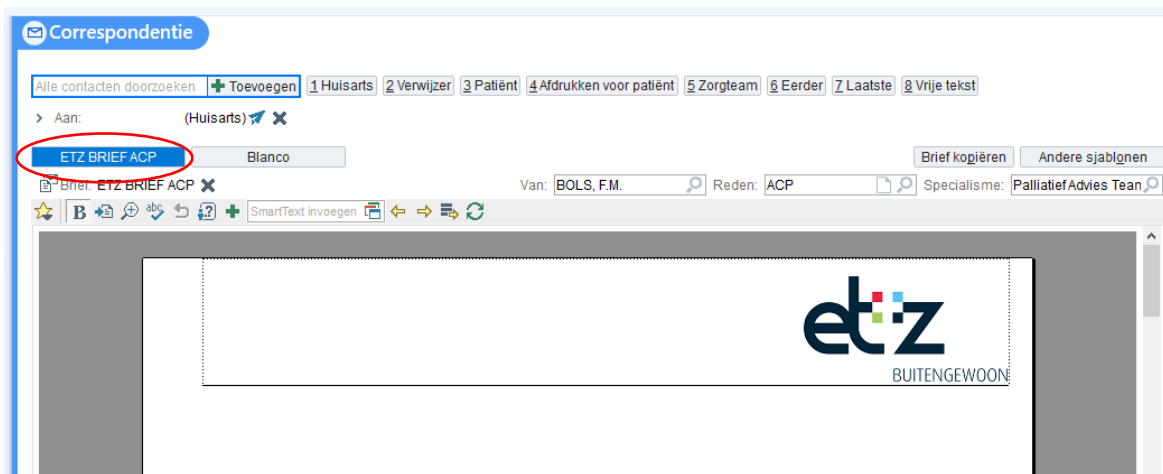 Correspondentie
Alle contacten doorzoeken Toevoegen 1 Huisarts 2 Verwijzer 3 Patiënt 4 Afdrukken voor patiënt 5 Zorgteam 6 Eerder 7 Laatste 8 Vrije tekst
> Aan: (Huisarts)
ETZ BRIEF ACP Blanco Brief kopiëren Andere sjablonen
Brief: ETZ BRIEF ACP Van: BOLS, F.M. Reden: ACP Specialisme: Palliatief Advies Tean
B abc SmartText invoegen
etz
BUITENGEWOON